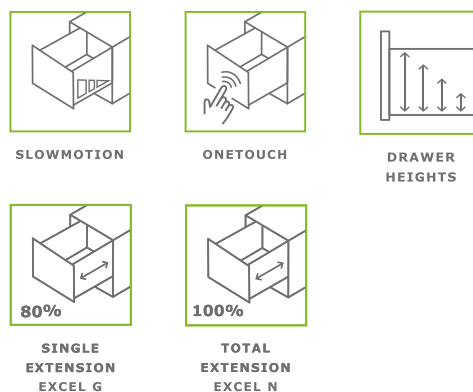 SLOWMOTION
ONETOUCH
DRAWER
HEIGHTS
80%
SINGLE
EXTENSION
EXCEL G
100%
TOTAL
EXTENSION
EXCEL N